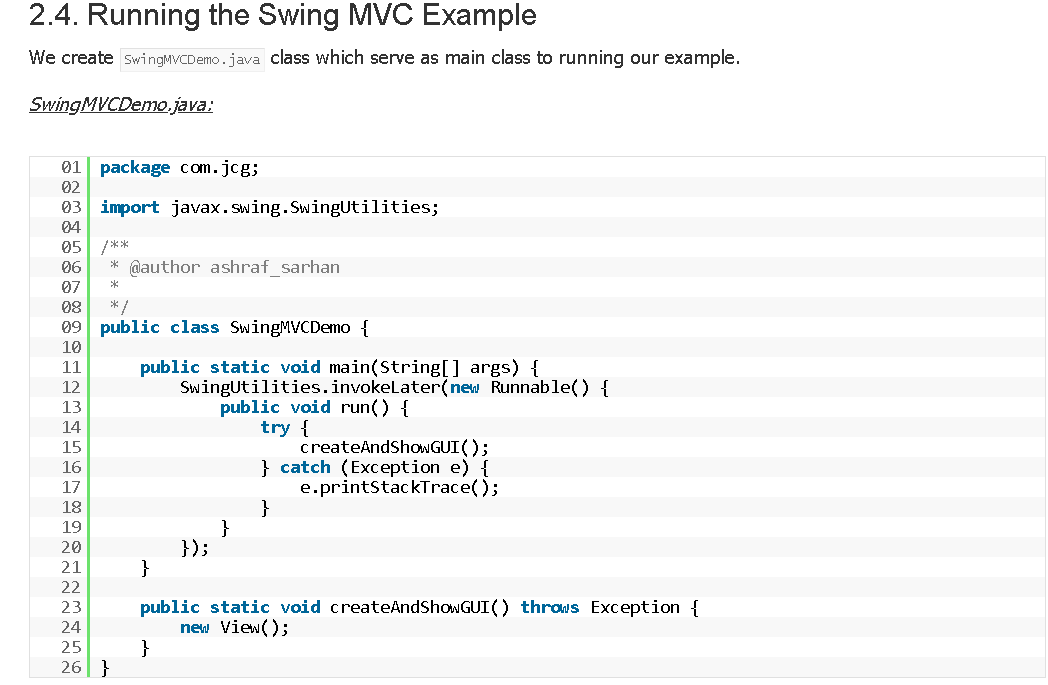 2.4. Running the Swing MVC Example
We create SwingMVCDemo.java class which serve as main class to running our example.
SwingMVCDemo.java:
01 package com.jcg;
02
03 import javax.swing.SwingUtilities;
04
05 /**
06  * @author ashraf_sarhan
07  *
08  */
09 public class SwingMVCDemo {
10
11     public static void main(String[] args) {
12         SwingUtilities.invokeLater(new Runnable() {
13             public void run() {
14                 try {
15                     createAndShowGUI();
16                 } catch (Exception e) {
17                     e.printStackTrace();
18                 }
19             }
20         });
21     }
22
23     public static void createAndShowGUI() throws Exception {
24         new View();
25     }
26 }